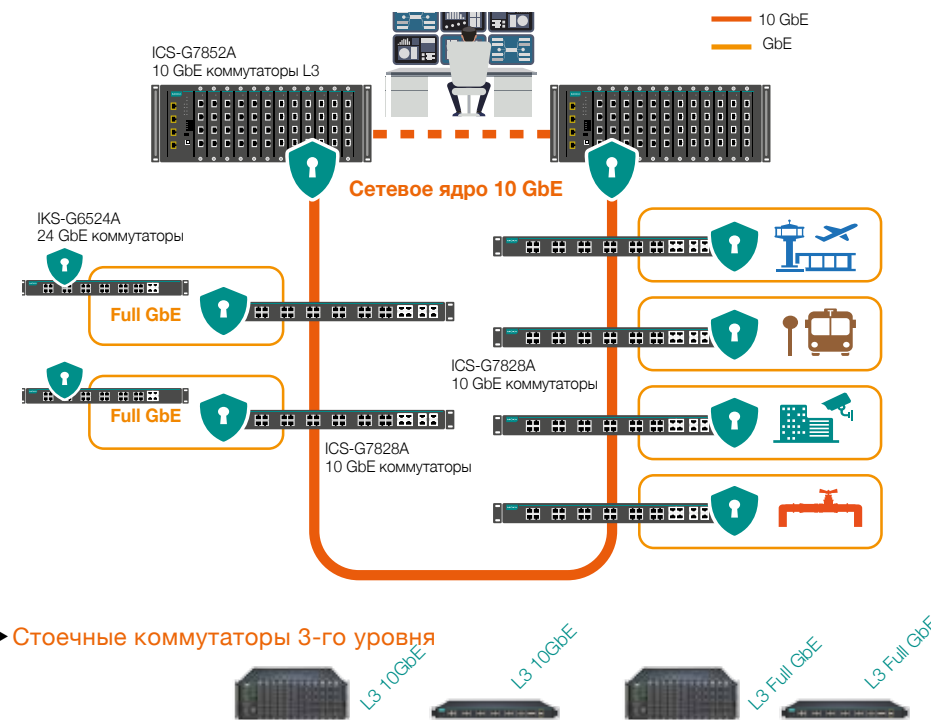 10 GbE
GbE
ICS-G7852A
10 GbE коммутаторы L3
Сетевое ядро 10 GbE
IKS-G6524A
24 GbE коммутаторы
Full GbE
ICS-G7828A
10 GbE коммутаторы
Full GbE
ICS-G7828A
10 GbE коммутаторы
Стоечные коммутаторы 3-го уровня
L3 10GbE
L3 10GbE
L3 Full GbE
L3 Full GbE